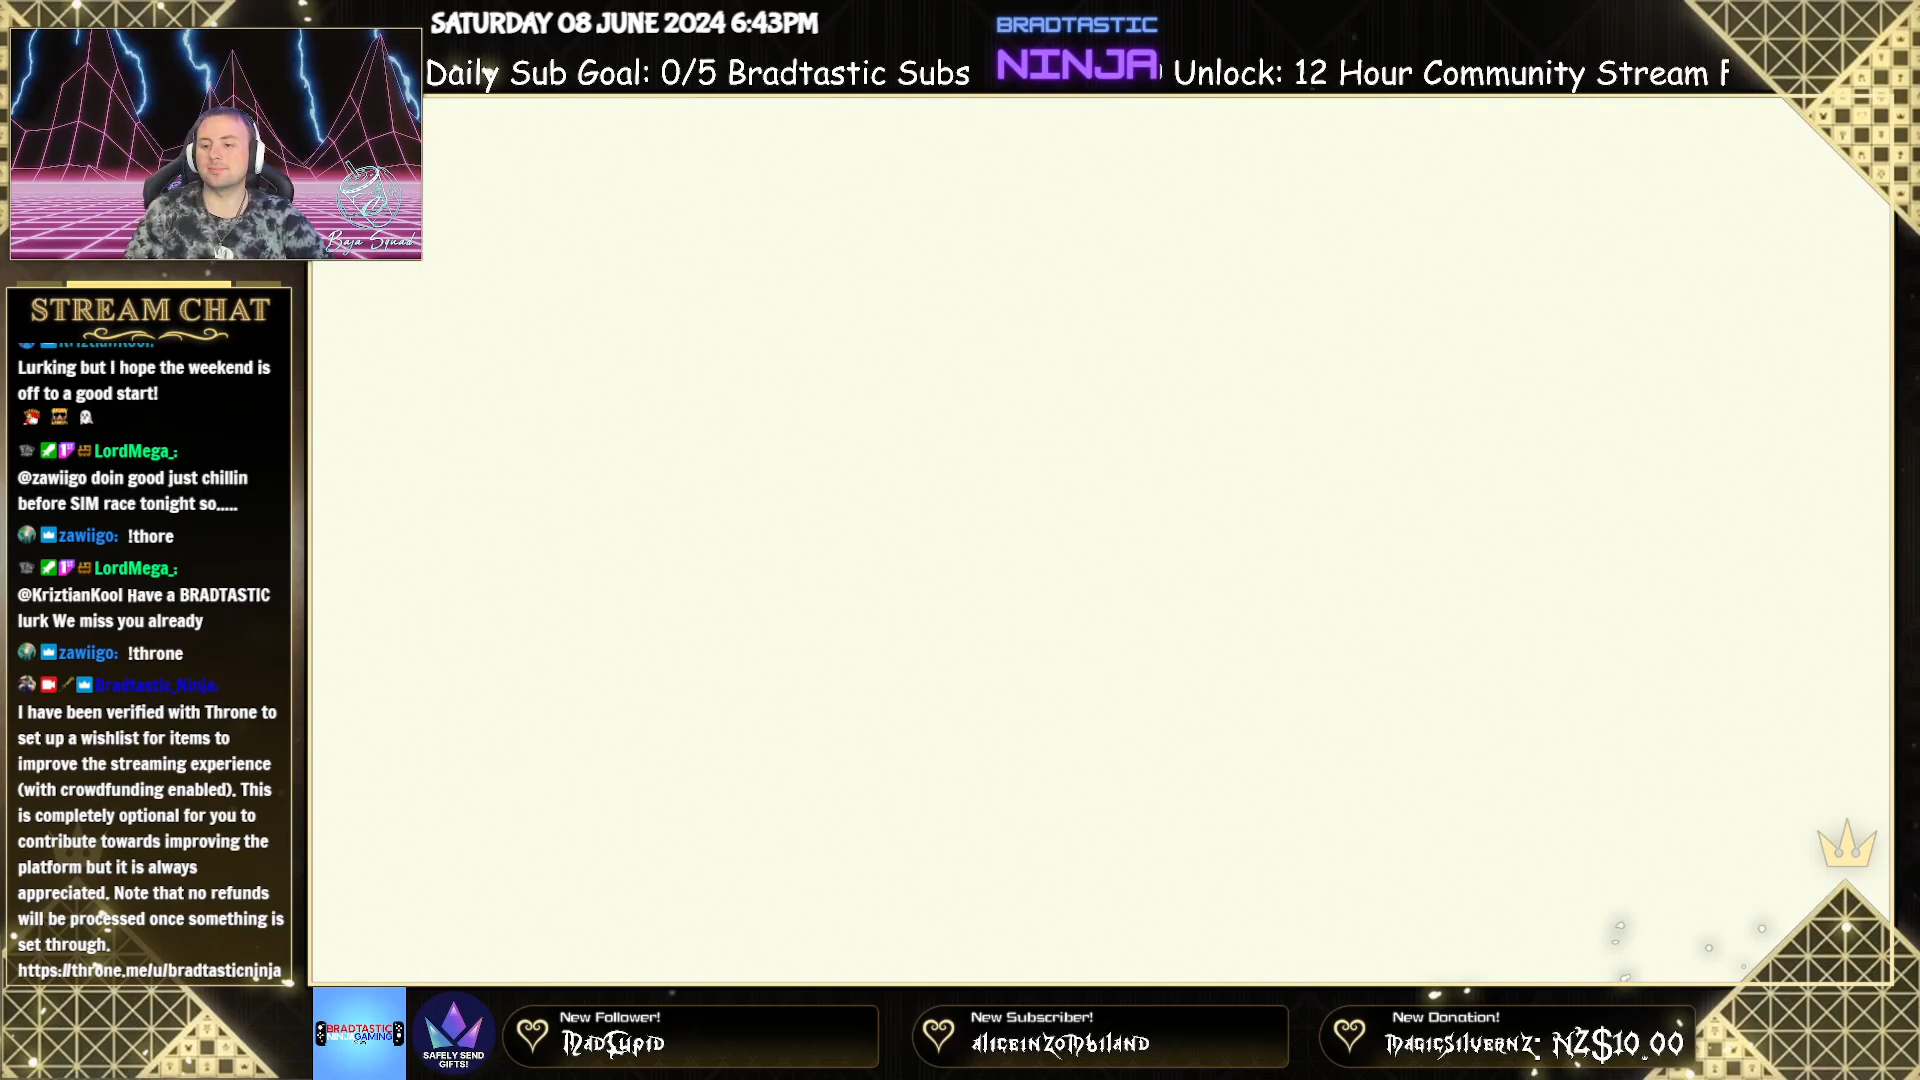 SATURDAY 08 JUNE 2024 6:43PM
BRADTASTIC
NINJA
Daily Sub Goal: 0/5 Bradtastic Subs
Unlock: 12 Hour Community Stream
Baja Squad
STREAM CHAT
KriztianKool:
Lurking but I hope the weekend is
off to a good start!
LordMega_:
@zawiigo doin good just chillin
before SIM race tonight so.....
zawiigo: !thore
LordMega_:
@KriztianKool Have a BRADTASTIC
lurk We miss you already
zawiigo: !throne
Bradtastic_Ninja:
I have been verified with Throne to
set up a wishlist for items to
improve the streaming experience
(with crowdfunding enabled). This
is completely optional for you to
contribute towards improving the
platform but it is always
appreciated. Note that no refunds
will be processed once something is
set through.
https://throne.me/u/bradtasticninja
BRADTASTIC
NINJAGAMING
SAFELY SEND
GIFTS!
New Follower!
MadCupid
New Subscriber!
aliceinzombiland
New Donation!
MagicSilverNZ: NZ$10.00